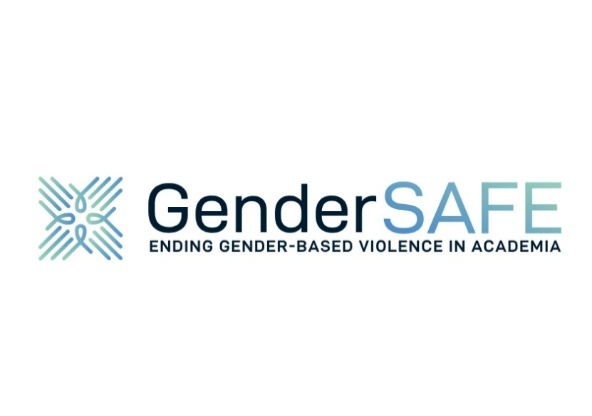 GenderSAFE
ENDING GENDER-BASED VIOLENCE IN ACADEMIA